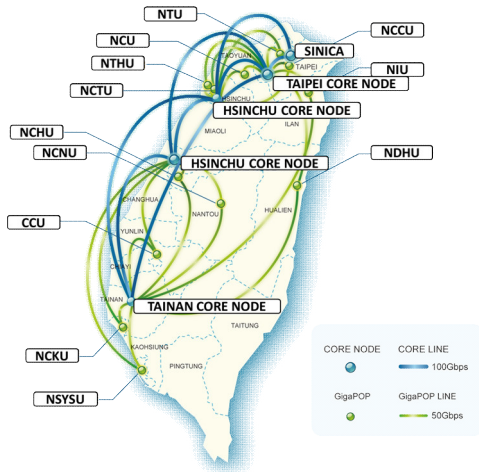 NTU
NCCU
NCU
SINICA
TAOYUAN
NTHU
TAIPEI
NIU
TAIPEI CORE NODE
NCTU
HSINCHU
HSINCHU CORE NODE
ILAN
MIAOLI
NCHU
HSINCHU CORE NODE
NCNU
NDHU
CHANGHUA
NANTOU
HUALIEN
CCU
YUNLIN
CHIAYI
TAINAN
TAINAN CORE NODE
TAITUNG
CORE NODE CORE LINE
KAOHSIUNG
NCKU
PINGTUNG
100Gbps
GigaPOP GigaPOP LINE
NSYSU
50Gbps